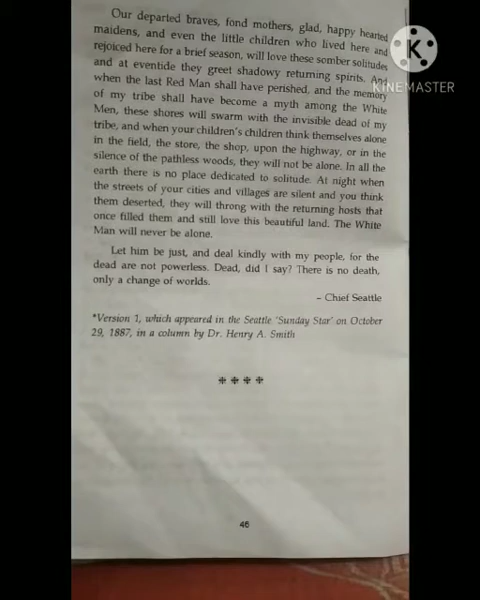 Our departed braves, fond mothers, glad, happy hearted
maidens, and even the little children who lived here and
rejoiced here for a brief season, will love these somber solitudes
and at eventide they greet shadowy returning spirits. And
when the last Red Man shall have perished, and the memory
of my tribe shall have become a myth among the White
Men, these shores will swarm with the invisible dead of my
tribe, and when your children's children think themselves alone
in the field, the store, the shop, upon the highway, or in the
silence of the pathless woods, they will not be alone. In all the
earth there is no place dedicated to solitude. At night when
the streets of your cities and villages are silent and you think
them deserted, they will throng with the returning hosts that
once filled them and still love this beautiful land. The White
Man will never be alone.
Let him be just, and deal kindly with my people, for the
dead are not powerless. Dead, did I say? There is no death,
only a change of worlds.
– Chief Seattle
*Version 1, which appeared in the Seattle 'Sunday Star' on October
29, 1887, in a column by Dr. Henry A. Smith
46
K
KINEMASTER